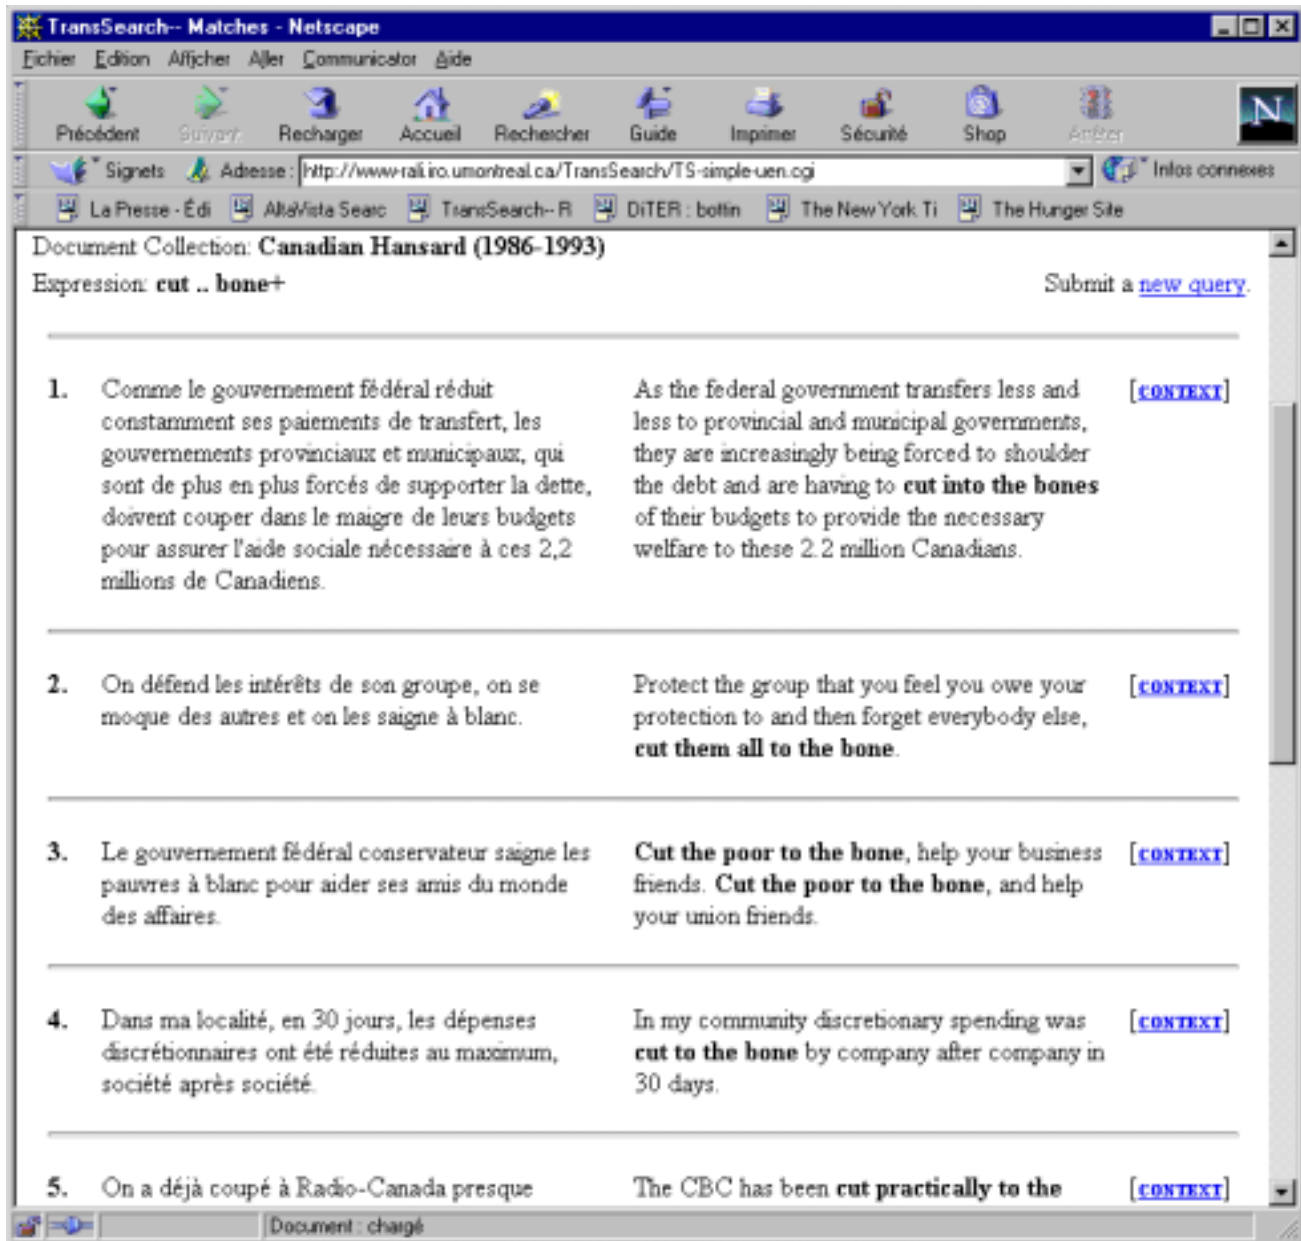 TransSearch-- Matches - Netscape
Fichier Edition Afficher Aller Communicator Aide
Précédent Suivant Recharger Accueil Rechercher Guide Imprimer Sécurité Shop Arrêter
N
Signets Adresse : http://www-rali.iro.umontreal.ca/TransSearch/TS-simple-uen.cgi Infos connexes
La Presse - Édi AltaVista Searc TransSearch-- R DiTER : bottin The New York Ti The Hunger Site
Document Collection: Canadian Hansard (1986-1993)
Expression: cut .. bone+ Submit a new query.
1. Comme le gouvernement fédéral réduit
constamment ses paiements de transfert, les
gouvernements provinciaux et municipaux, qui
sont de plus en plus forcés de supporter la dette,
doivent couper dans le maigre de leurs budgets
pour assurer l'aide sociale nécessaire à ces 2,2
millions de Canadiens.
As the federal government transfers less and
less to provincial and municipal governments,
they are increasingly being forced to shoulder
the debt and are having to cut into the bones
of their budgets to provide the necessary
welfare to these 2.2 million Canadians.
[CONTEXT]
2. On défend les intérêts de son groupe, on se
moque des autres et on les saigne à blanc.
Protect the group that you feel you owe your
protection to and then forget everybody else,
cut them all to the bone.
[CONTEXT]
3. Le gouvernement fédéral conservateur saigne les
pauvres à blanc pour aider ses amis du monde
des affaires.
Cut the poor to the bone, help your business
friends. Cut the poor to the bone, and help
your union friends.
[CONTEXT]
4. Dans ma localité, en 30 jours, les dépenses
discrétionnaires ont été réduites au maximum,
société après société.
In my community discretionary spending was
cut to the bone by company after company in
30 days.
[CONTEXT]
5. On a déjà coupé à Radio-Canada presque
The CBC has been cut practically to the
[CONTEXT]
Document : chargé